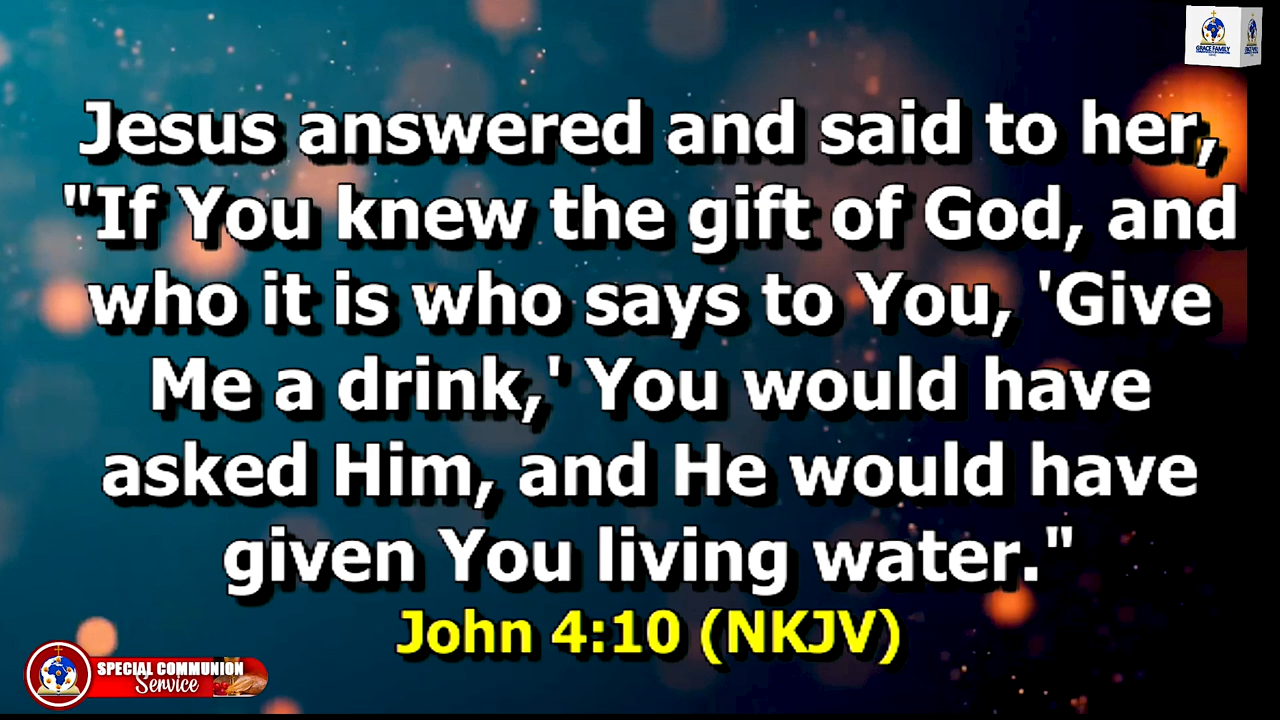 GRACE FAMILY
Jesus answered and said to her,
"If You knew the gift of God, and
who it is who says to You, 'Give
Me a drink,' You would have
asked Him, and He would have
given You living water."
John 4:10 (NKJV)
SPECIAL COMMUNION
Service